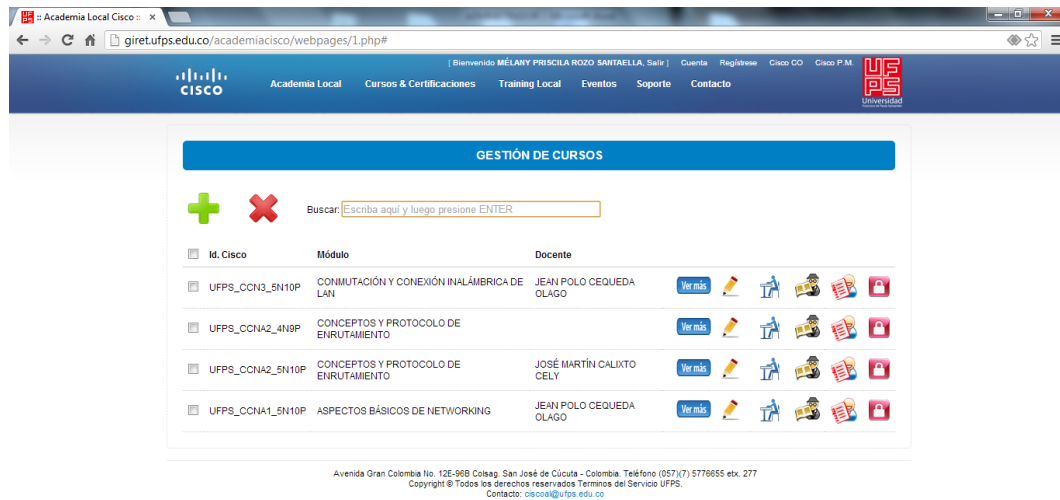 :: Academia Local Cisco ::
giret.ufps.edu.co/academiacisco/webpages/1.php#
[ Bienvenido MÉLANY PRISCILA ROZO SANTAELLA, Salir ] Cuenta Regístrese Cisco CO Cisco P.M.
CISCO
Academia Local Cursos & Certificaciones Training Local Eventos Soporte Contacto
UFPS
Universidad
GESTIÓN DE CURSOS
Buscar: Escriba aquí y luego presione ENTER
Id. Cisco Módulo Docente
UFPS_CCN3_5N10P CONMUTACIÓN Y CONEXIÓN INALÁMBRICA DE LAN JEAN POLO CEQUEDA OLAGO Ver más
UFPS_CCNA2_4N9P CONCEPTOS Y PROTOCOLO DE ENRUTAMIENTO Ver más
UFPS_CCNA2_5N10P CONCEPTOS Y PROTOCOLO DE ENRUTAMIENTO JOSÉ MARTÍN CALIXTO CELY Ver más
UFPS_CCNA1_5N10P ASPECTOS BÁSICOS DE NETWORKING JEAN POLO CEQUEDA OLAGO Ver más
Avenida Gran Colombia No. 12E-96B Colsag. San José de Cúcuta - Colombia. Teléfono (057)(7) 5776655 etx. 277
Copyright © Todos los derechos reservados Terminos del Servicio UFPS.
Contacto: ciscoal@ufps.edu.co